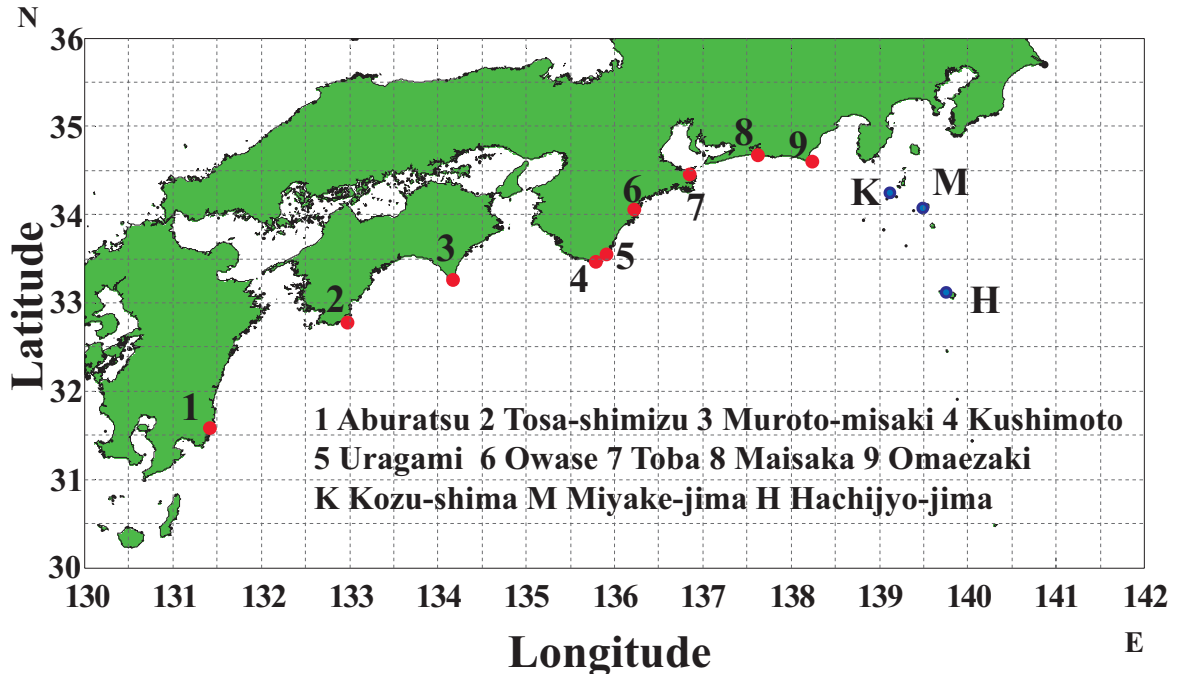 N
36
35
34
33
32
31
30
Latitude
8
9
K
M
6
7
3
5
4
2
H
1
1 Aburatsu 2 Tosa-shimizu 3 Muroto-misaki 4 Kushimoto
5 Uragami 6 Owase 7 Toba 8 Maisaka 9 Omaezaki
K Kozu-shima M Miyake-jima H Hachijyo-jima
130 131 132 133 134 135 136 137 138 139 140 141 142
E
Longitude